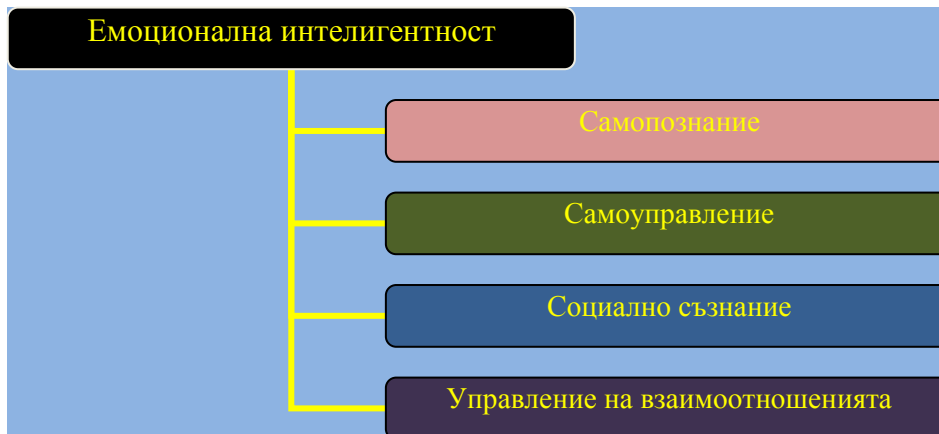 Емоционална интелигентност
Самопознание
Самоуправление
Социално съзнание
Управление на взаимоотношенията